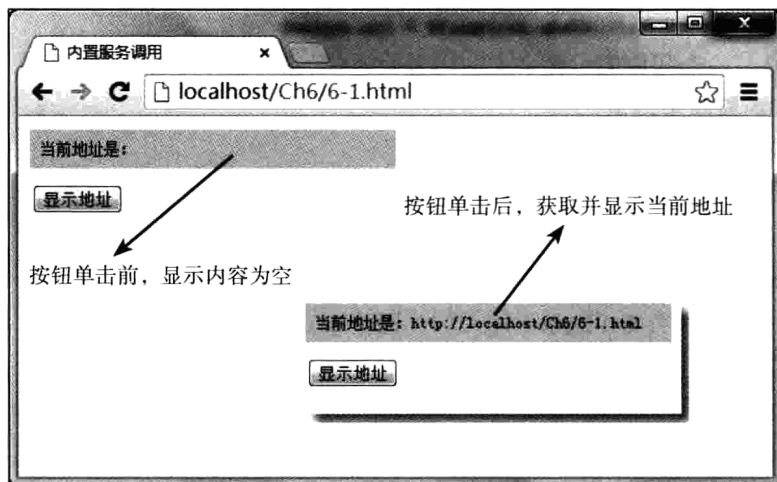 内置服务调用
localhost/Ch6/6-1.html
当前地址是：
显示地址
按钮单击后，获取并显示当前地址
按钮单击前，显示内容为空
当前地址是：http://localhost/Ch6/6-1.html
显示地址